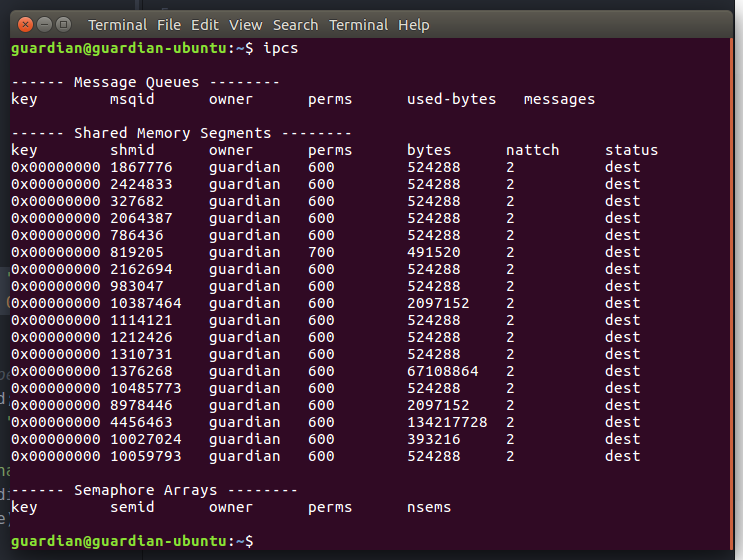 Terminal File Edit View Search Terminal Help
guardian@guardian-ubuntu:~$ ipcs
------ Message Queues --------
key msqid owner perms used-bytes messages
------ Shared Memory Segments --------
key shmid owner perms bytes nattch status
0x00000000 1867776 guardian 600 524288 2 dest
0x00000000 2424833 guardian 600 524288 2 dest
0x00000000 327682 guardian 600 524288 2 dest
0x00000000 2064387 guardian 600 524288 2 dest
0x00000000 786436 guardian 600 524288 2 dest
0x00000000 819205 guardian 700 491520 2 dest
0x00000000 2162694 guardian 600 524288 2 dest
0x00000000 983047 guardian 600 524288 2 dest
0x00000000 10387464 guardian 600 2097152 2 dest
0x00000000 1114121 guardian 600 524288 2 dest
0x00000000 1212426 guardian 600 524288 2 dest
0x00000000 1310731 guardian 600 524288 2 dest
0x00000000 1376268 guardian 600 67108864 2 dest
0x00000000 10485773 guardian 600 524288 2 dest
0x00000000 8978446 guardian 600 2097152 2 dest
0x00000000 4456463 guardian 600 134217728 2 dest
0x00000000 10027024 guardian 600 393216 2 dest
0x00000000 10059793 guardian 600 524288 2 dest
------ Semaphore Arrays --------
key semid owner perms nsems
guardian@guardian-ubuntu:~$